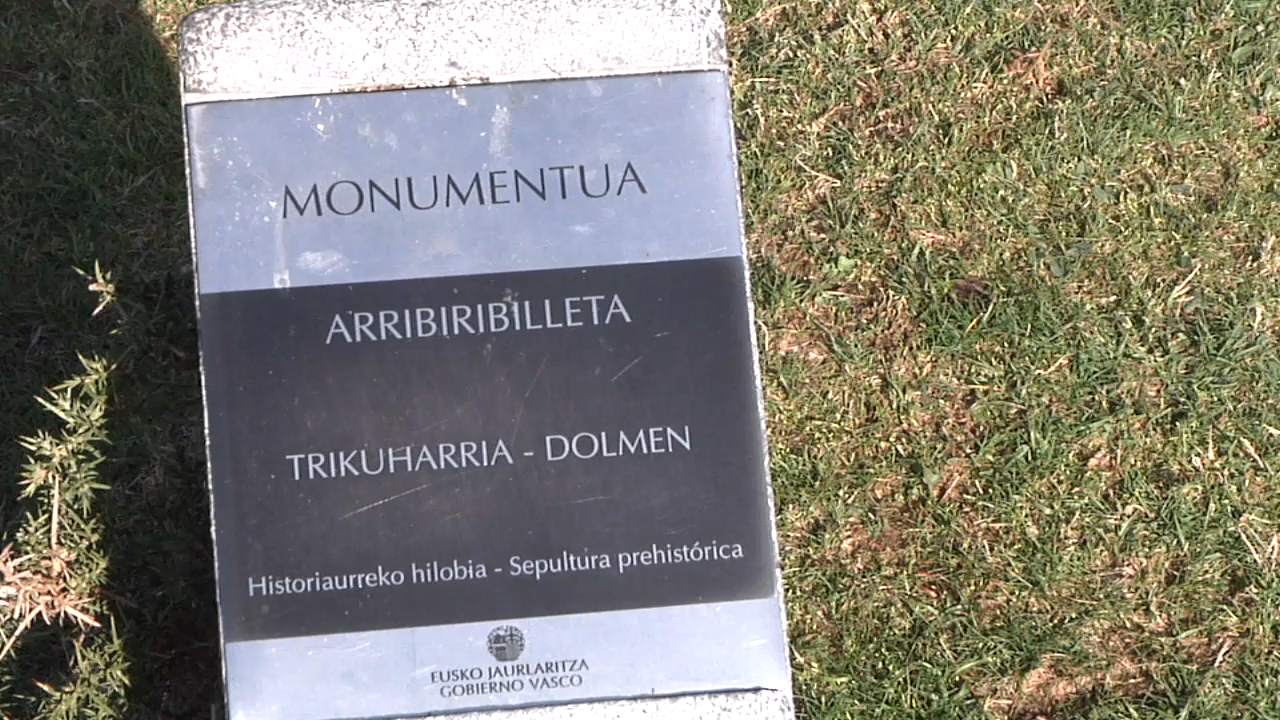 MONUMENTUA
ARRIBIRIBILLETA
TRIKUHARRIA - DOLMEN
Historiaurreko hilobia - Sepultura prehistórica
EUSKO JAURLARITZA
GOBIERNO VASCO